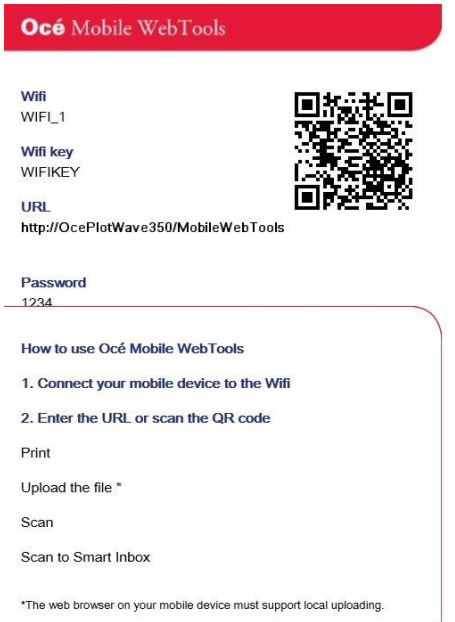 Océ Mobile WebTools
Wifi
WIFI_1
Wifi key
WIFIKEY
URL
http://OcePlotWave350/MobileWebTools
Password
1234
How to use Océ Mobile WebTools
1. Connect your mobile device to the Wifi
2. Enter the URL or scan the QR code
Print
Upload the file *
Scan
Scan to Smart Inbox
*The web browser on your mobile device must support local uploading.